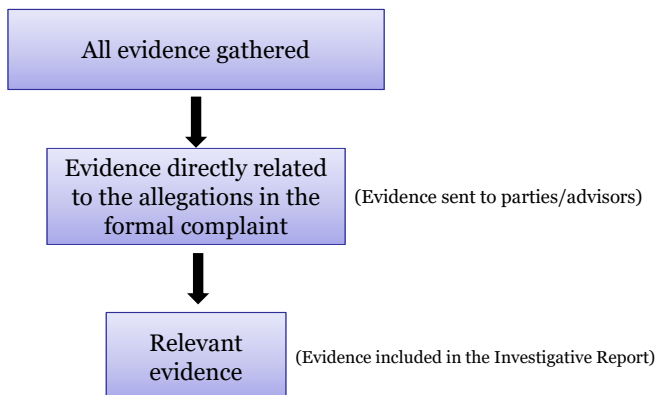 All evidence gathered
Evidence directly related
to the allegations in the
formal complaint
(Evidence sent to parties/advisors)
Relevant
evidence
(Evidence included in the Investigative Report)